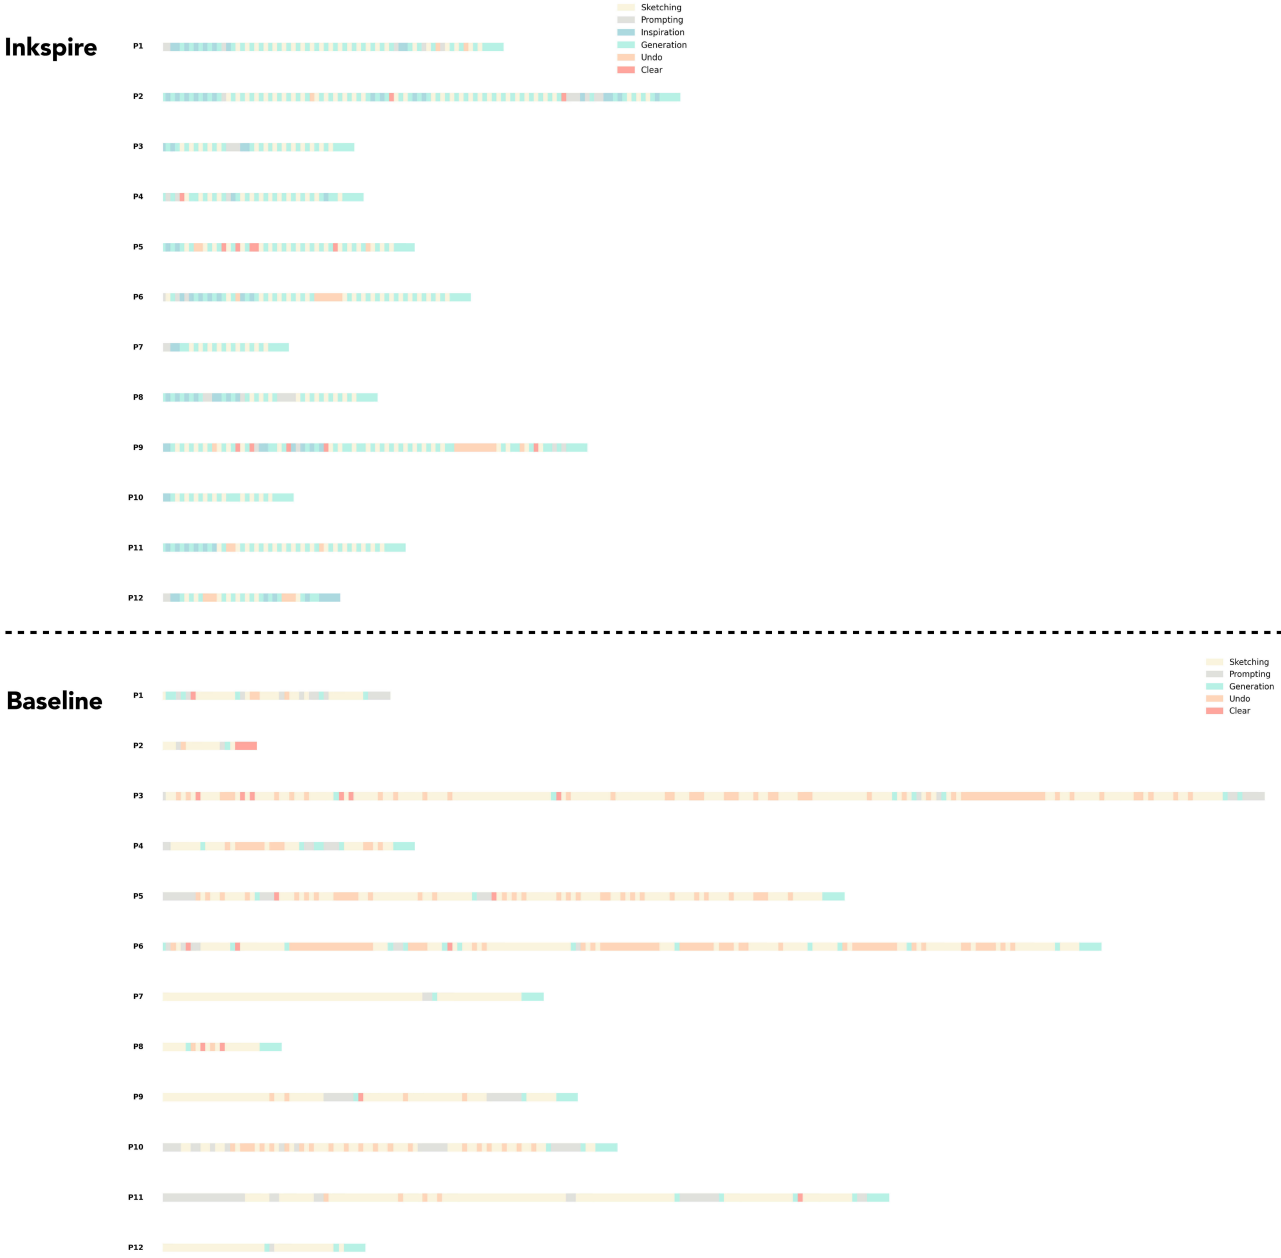 Sketching
Prompting
Inspiration
Generation
Undo
Clear
Inkspire
P1
P2
P3
P4
P5
P6
P7
P8
P9
P10
P11
P12
Sketching
Prompting
Generation
Undo
Clear
Baseline
P1
P2
P3
P4
P5
P6
P7
P8
P9
P10
P11
P12